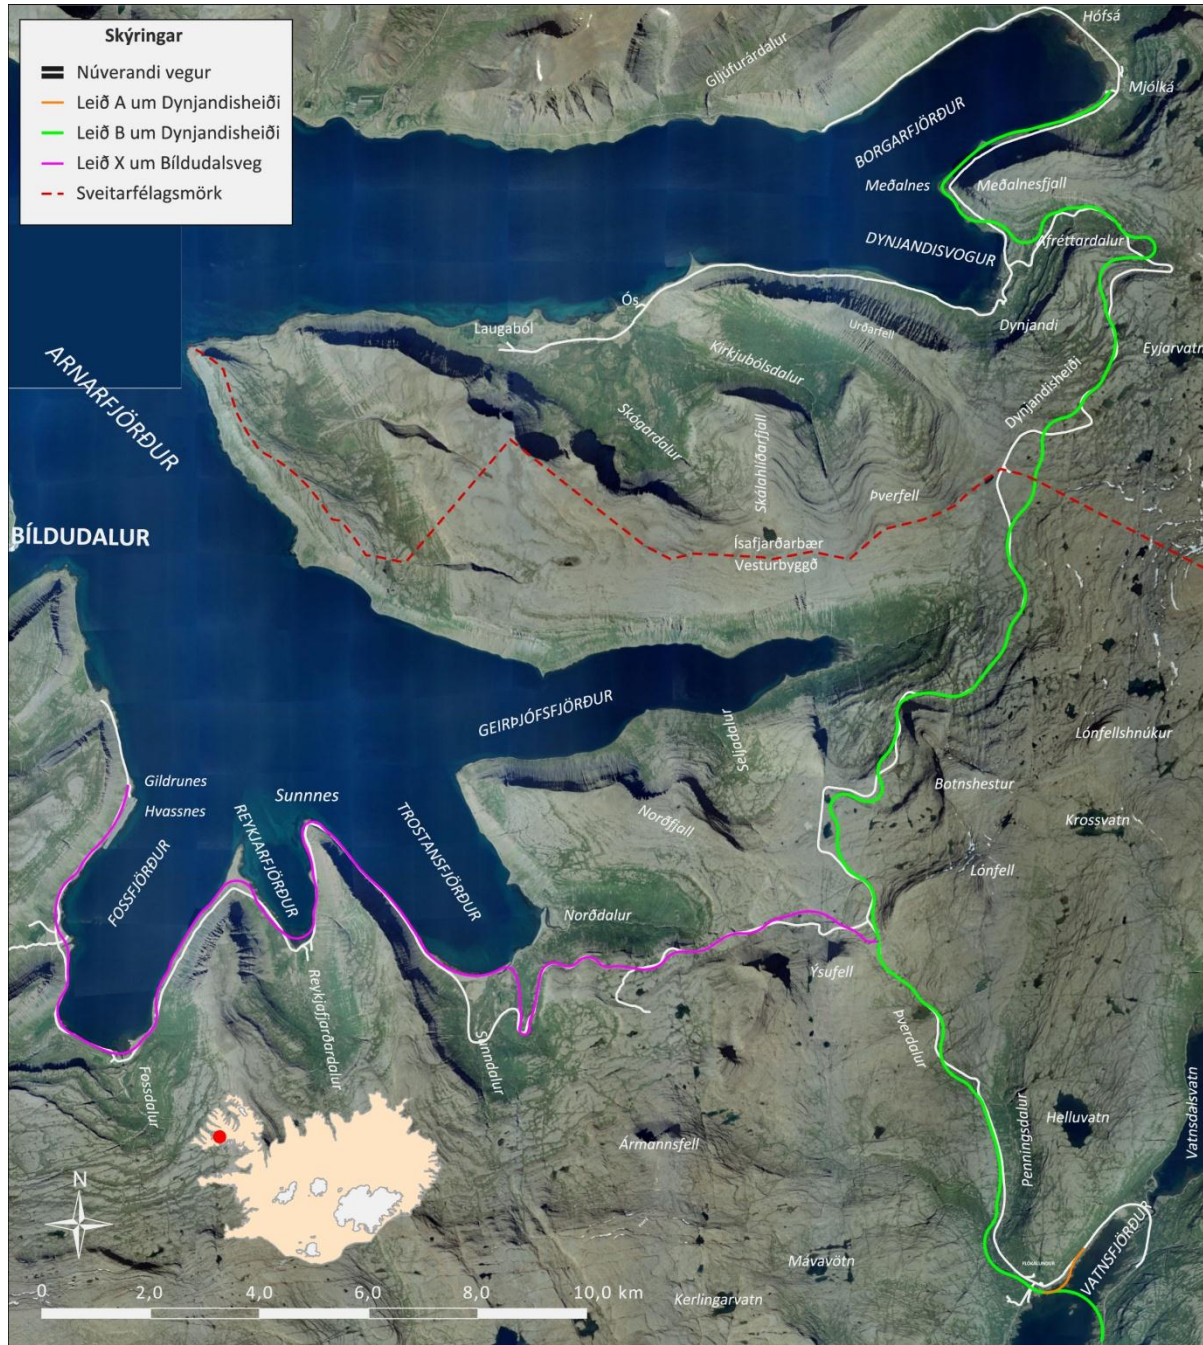 Skýringar
Núverandi vegur
Leið A um Dynjandisheiði
Leið B um Dynjandisheiði
Leið X um Bíldudalsveg
Sveitarfélagsmörk
Hófsá
Gljúfurárdalur
Mjólká
BORGARFJÖRÐUR
Meðalnes
Meðalnesfjall
DYNJANDISVOGUR
Afréttardalur
Ós
Laugaból
Urðarfell
Dynjandi
Eyjarvatn
Kirkjubólsdalur
Dynjandisheiði
ARNARFJÖRÐUR
Skógardalur
Skálahlíðarfjall
Þverfell
BÍLDUDALUR
Ísafjarðarbær
Vesturbyggð
GEIRÞJÓFSFJÖRÐUR
Seljadalur
Lónfellshnúkur
Gildrunes
Botnshestur
Hvassnes
Sunnnes
REYKJARFJÖRÐUR
TROSTANSFJÖRÐUR
Norðfjall
Krossvatn
Lónfell
FOSSFJÖRÐUR
Norðdalur
Ýsufell
Reykjafjarðardalur
Þverdalur
Sunndalur
Fossdalur
Penningsdalur
Helluvatn
Vatnsdalsvatn
Ármannsfell
N
VATNSFJÖRÐUR
Mávavötn
FLÓKALUNDUR
Kerlingarvatn
0 2,0 4,0 6,0 8,0 10,0 km